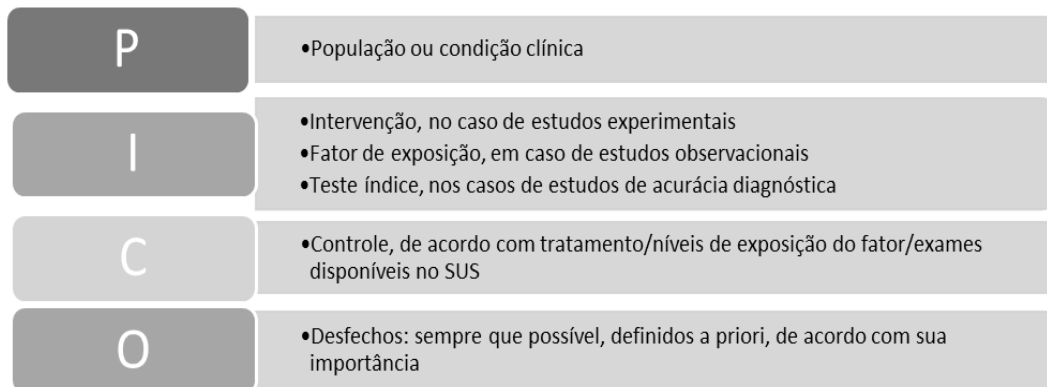 P
•População ou condição clínica
I
•Intervenção, no caso de estudos experimentais
•Fator de exposição, em caso de estudos observacionais
•Teste índice, nos casos de estudos de acurácia diagnóstica
C
•Controle, de acordo com tratamento/níveis de exposição do fator/exames
disponíveis no SUS
O
•Desfechos: sempre que possível, definidos a priori, de acordo com sua
importância